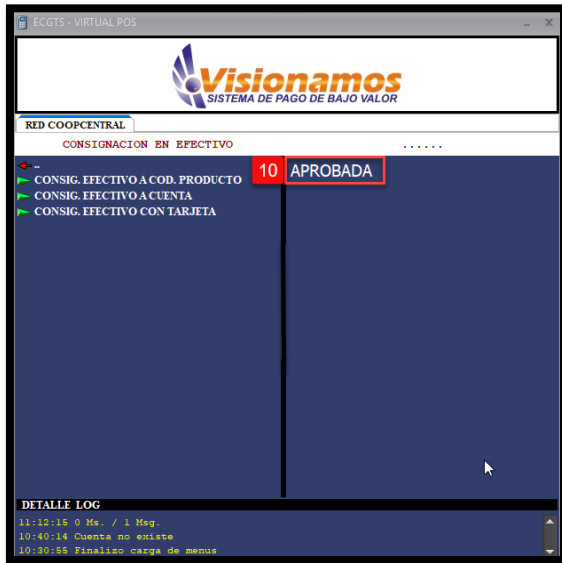 ECGTS - VIRTUAL POS
Visionamos
SISTEMA DE PAGO DE BAJO VALOR
RED COOPCENTRAL
CONSIGNACION EN EFECTIVO ......
..
10 APROBADA
CONSIG. EFECTIVO A COD. PRODUCTO
CONSIG. EFECTIVO A CUENTA
CONSIG. EFECTIVO CON TARJETA
DETALLE LOG
11:12:15 0 Ms. / 1 Msg.
10:40:14 Cuenta no existe
10:30:55 Finalizo carga de menus